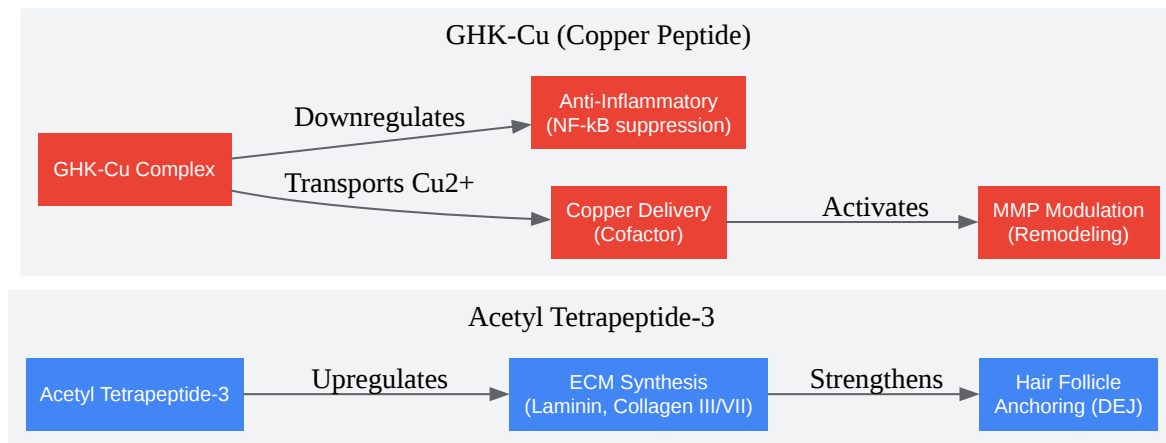 GHK-Cu (Copper Peptide)
GHK-Cu Complex
Downregulates
Anti-Inflammatory
(NF-kB suppression)
Transports Cu2+
Copper Delivery
(Cofactor)
Activates
MMP Modulation
(Remodeling)
Acetyl Tetrapeptide-3
Acetyl Tetrapeptide-3
Upregulates
ECM Synthesis
(Laminin, Collagen III/VII)
Strengthens
Hair Follicle
Anchoring (DEJ)